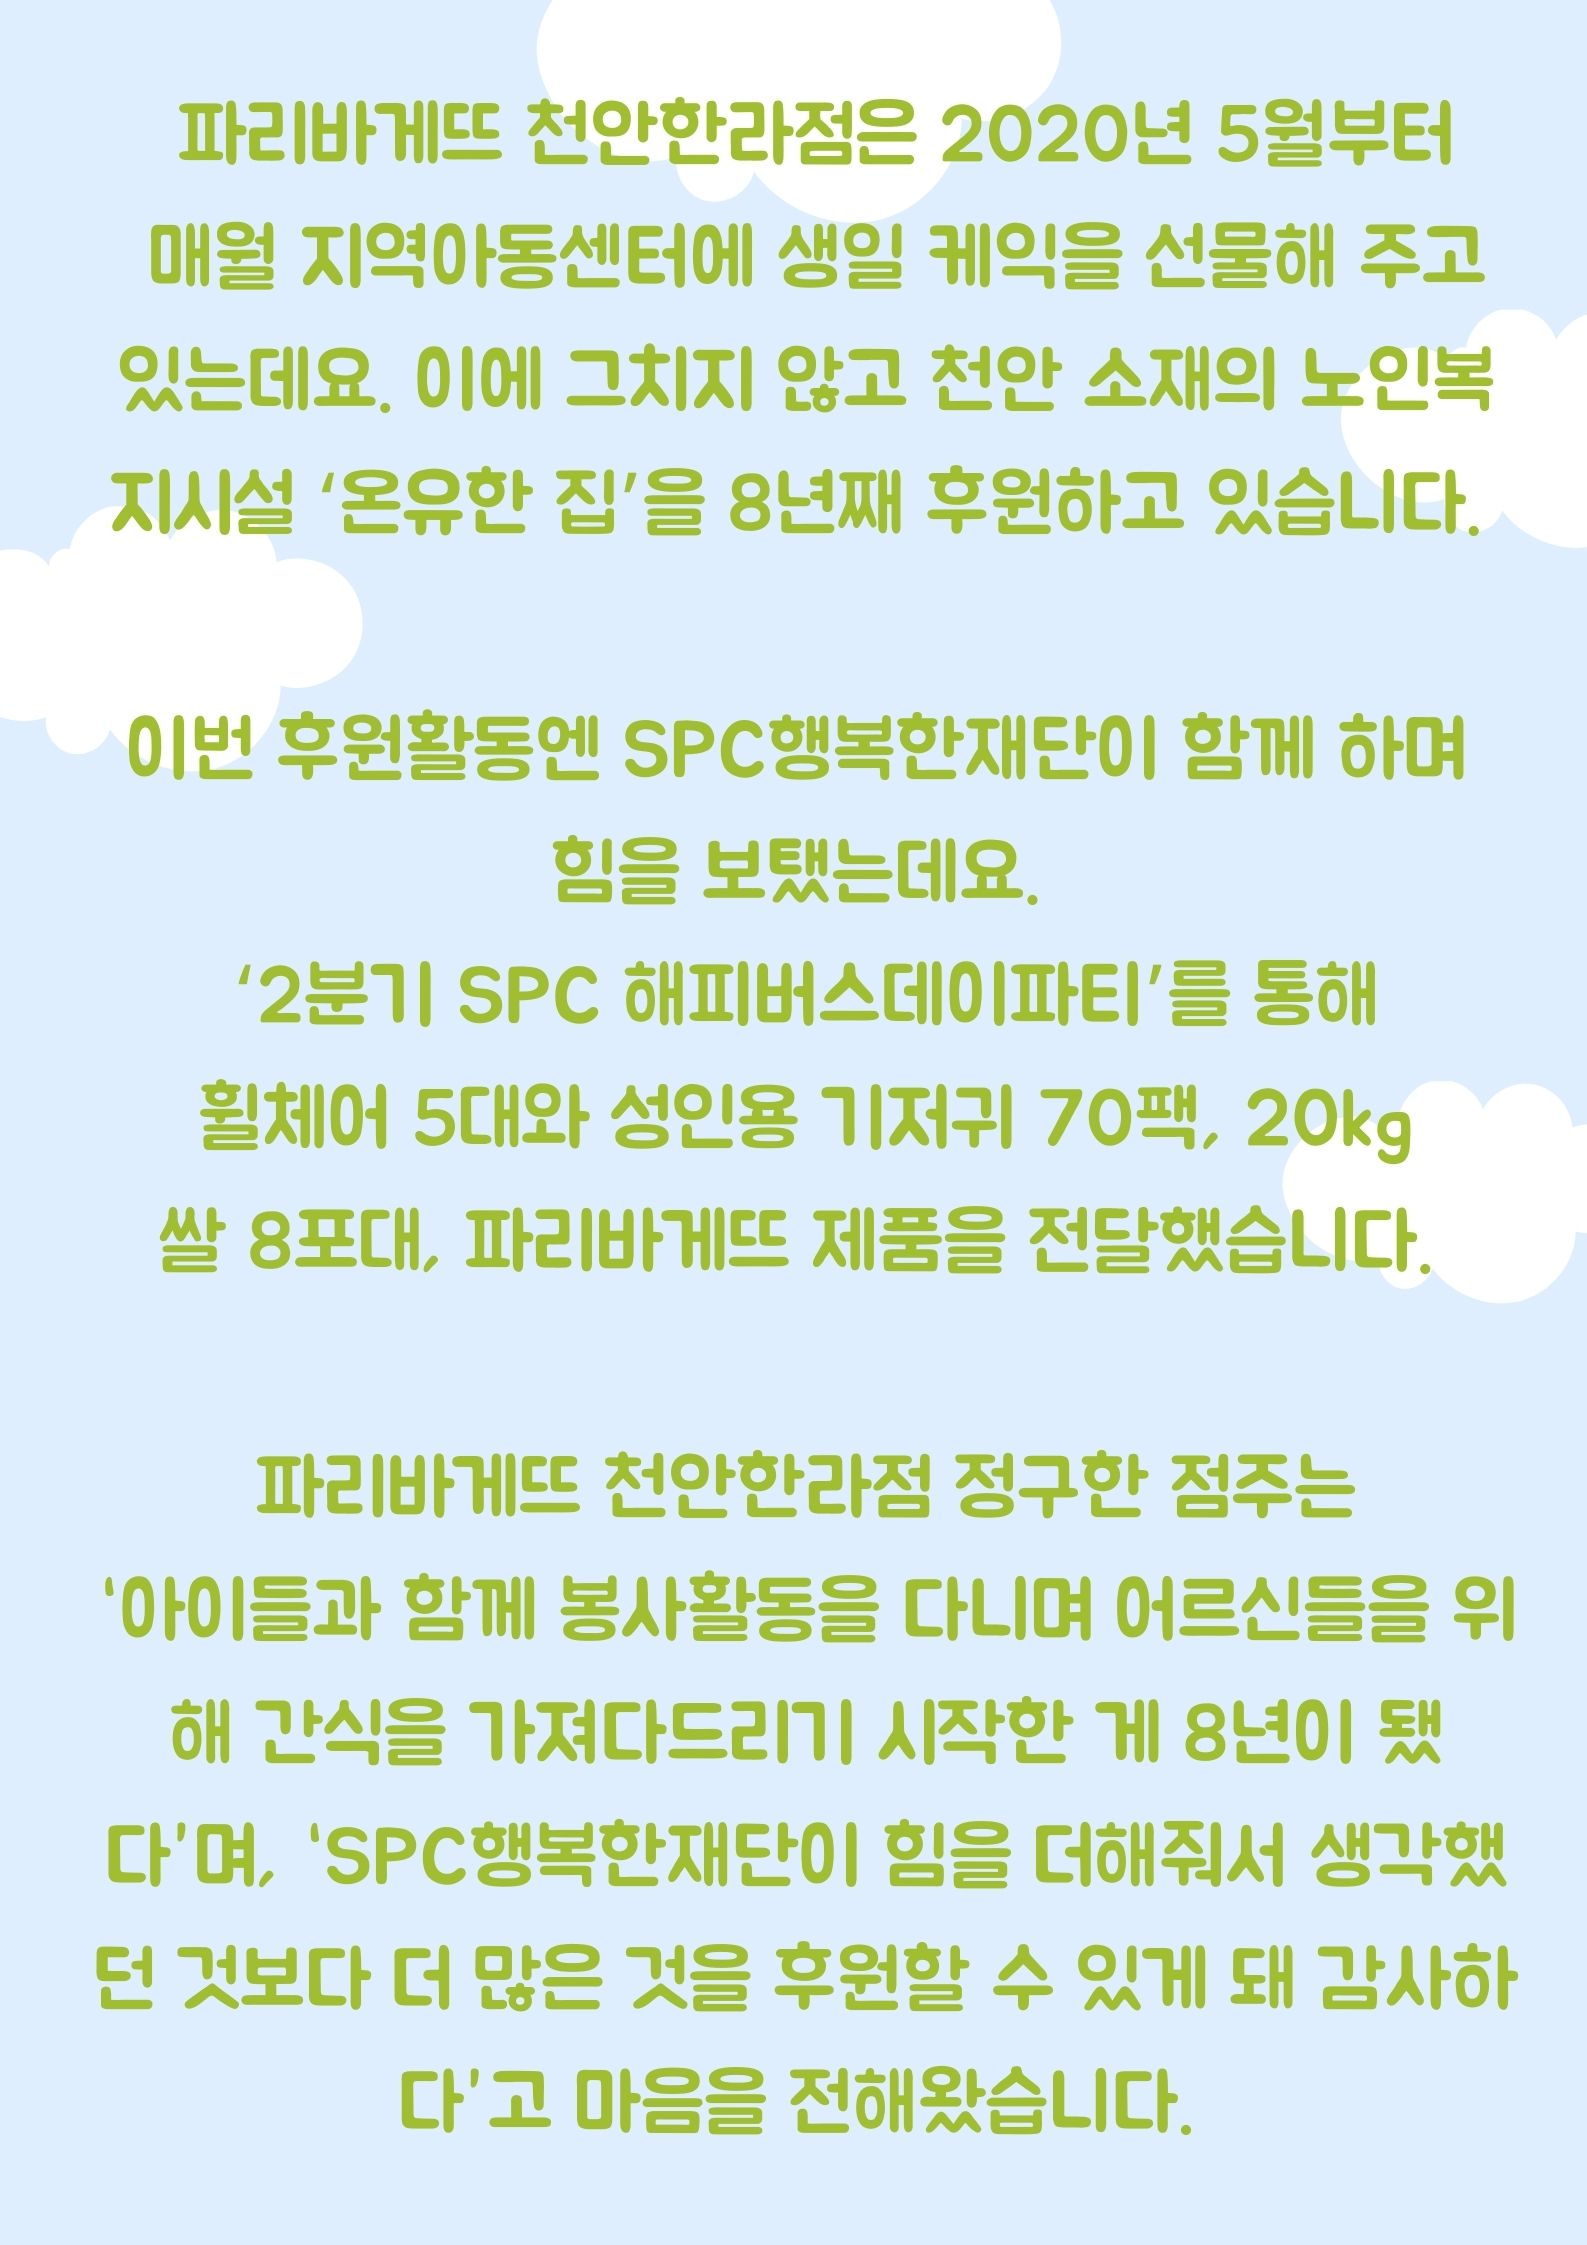 파리바게뜨 천안한라점은 2020년 5월부터
매월 지역아동센터에 생일 케익을 선물해 주고
있는데요. 이에 그치지 않고 천안 소재의 노인복
지시설 ‘온유한 집’을 8년째 후원하고 있습니다.
이번 후원활동엔 SPC행복한재단이 함께 하며
힘을 보탰는데요.
‘2분기 SPC 해피버스데이파티’를 통해
휠체어 5대와 성인용 기저귀 70팩, 20kg
쌀 8포대, 파리바게뜨 제품을 전달했습니다.
파리바게뜨 천안한라점 정구한 점주는
‘아이들과 함께 봉사활동을 다니며 어르신들을 위
해 간식을 가져다드리기 시작한 게 8년이 됐
다’며, ‘SPC행복한재단이 힘을 더해줘서 생각했
던 것보다 더 많은 것을 후원할 수 있게 돼 감사하
다’고 마음을 전해왔습니다.